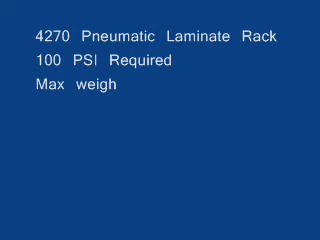 4270 Pneumatic Laminate Rack
100 PSI Required
Max weigh